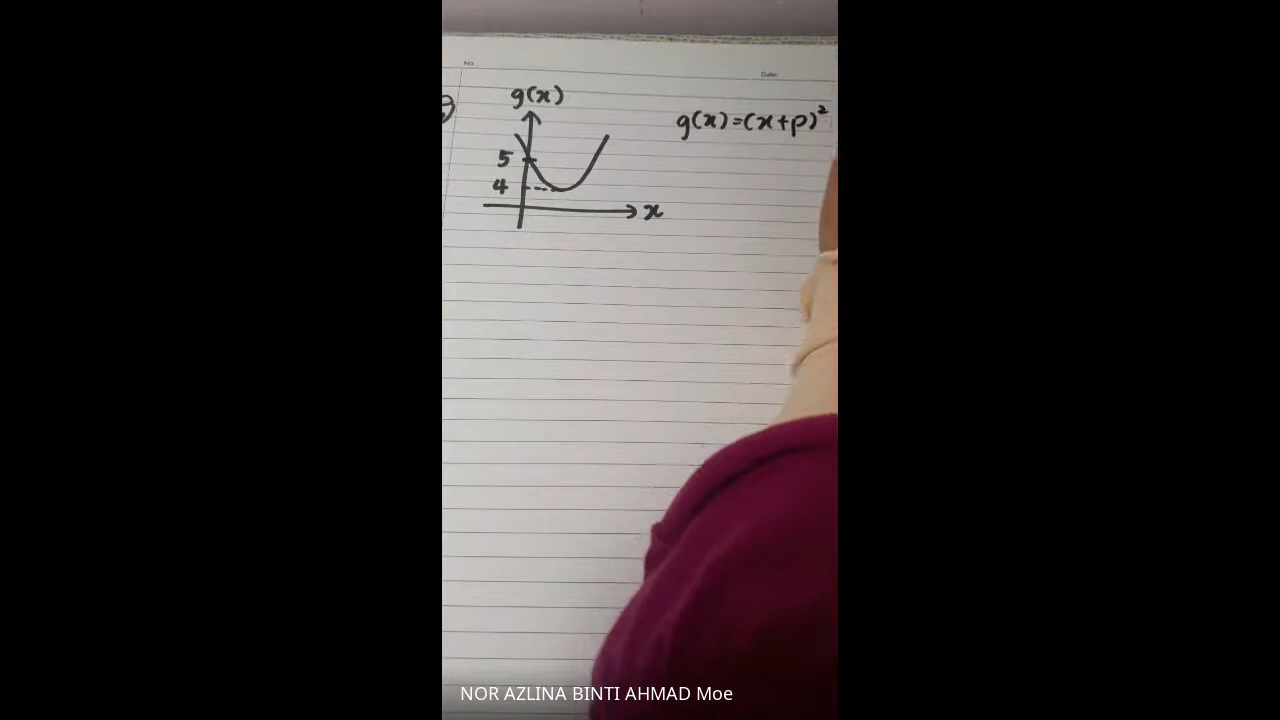 No
Date:
g(x)
g(x)=(x+p)²
5
4
x
NOR AZLINA BINTI AHMAD Moe